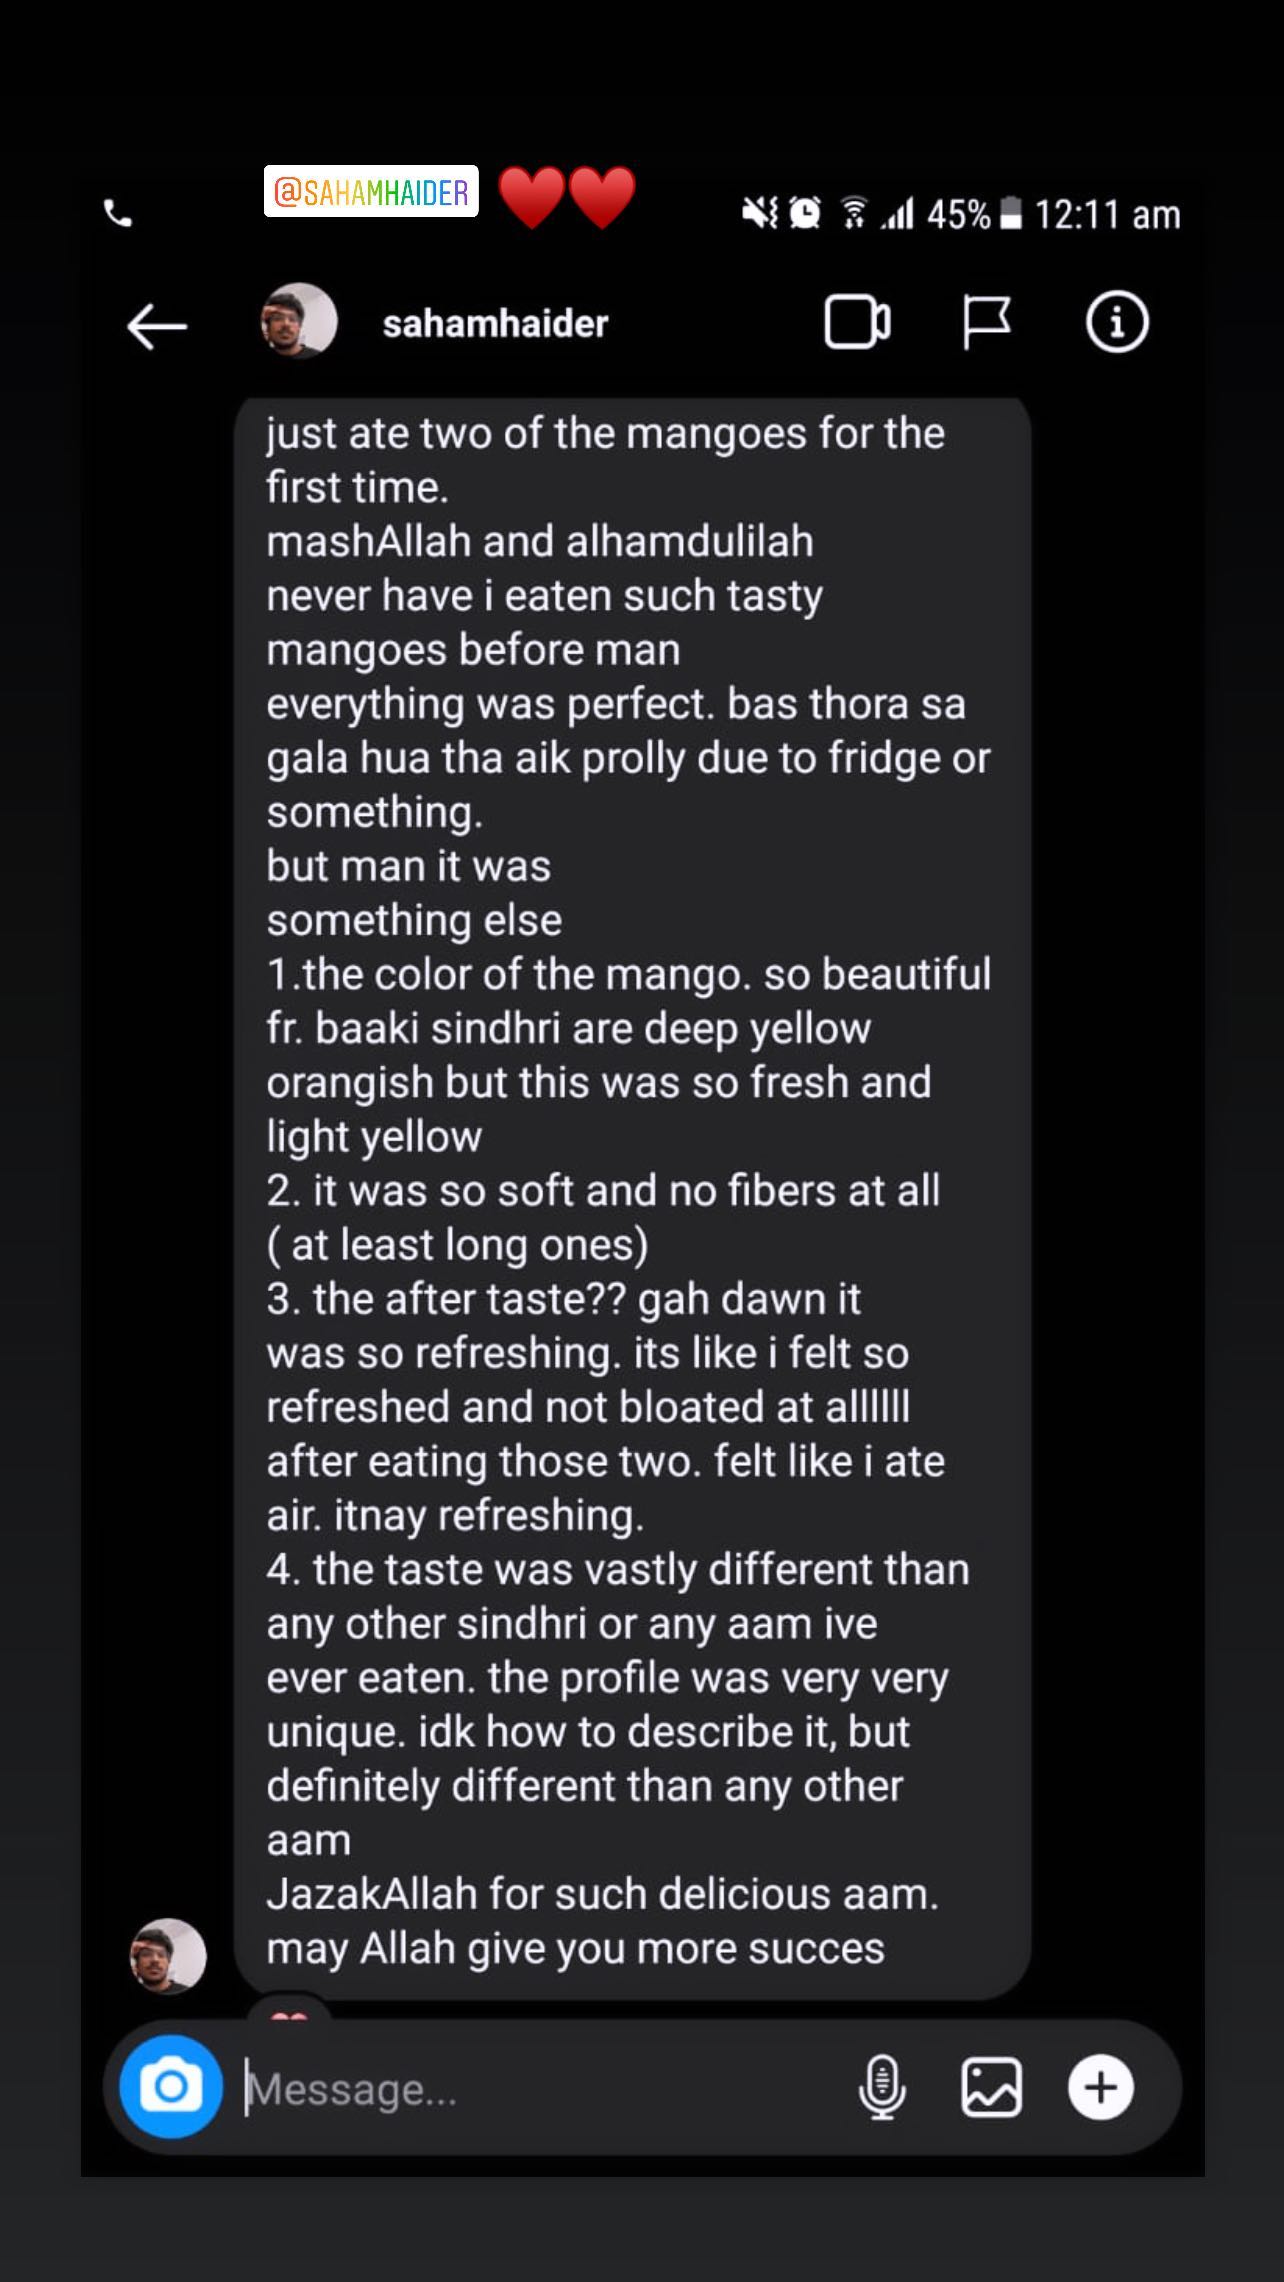 @SAHAMHAIDER
45% 12:11 am
sahamhaider
just ate two of the mangoes for the
first time.
mashAllah and alhamdulilah
never have i eaten such tasty
mangoes before man
everything was perfect. bas thora sa
gala hua tha aik prolly due to fridge or
something.
but man it was
something else
1.the color of the mango. so beautiful
fr. baaki sindhri are deep yellow
orangish but this was so fresh and
light yellow
2. it was so soft and no fibers at all
( at least long ones)
3. the after taste?? gah dawn it
was so refreshing. its like i felt so
refreshed and not bloated at allllll
after eating those two. felt like i ate
air. itnay refreshing.
4. the taste was vastly different than
any other sindhri or any aam ive
ever eaten. the profile was very very
unique. idk how to describe it, but
definitely different than any other
aam
JazakAllah for such delicious aam.
may Allah give you more succes
Message...